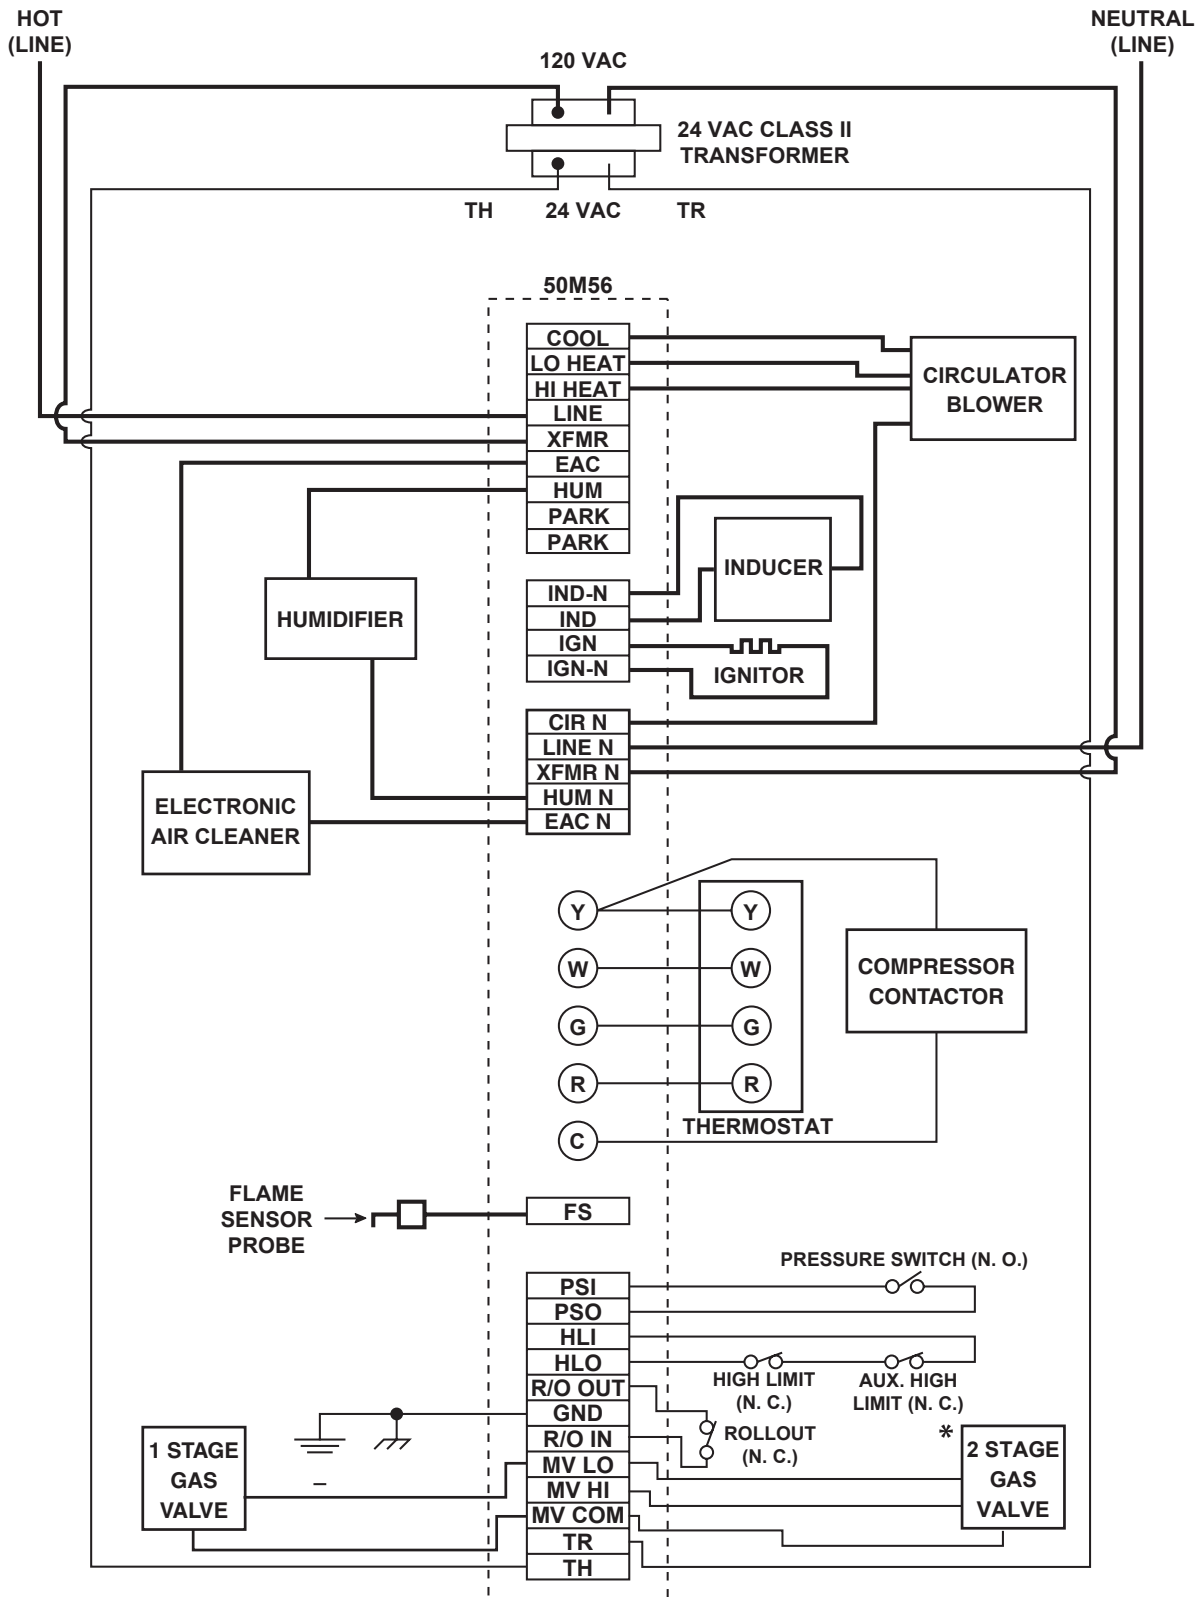 HOT
(LINE)
NEUTRAL
(LINE)
120 VAC
24 VAC CLASS II
TRANSFORMER
TH
24 VAC
TR
50M56
COOL
LO HEAT
HI HEAT
LINE
XFMR
EAC
HUM
PARK
PARK
CIRCULATOR
BLOWER
IND-N
IND
IGN
IGN-N
INDUCER
IGNITOR
HUMIDIFIER
CIR N
LINE N
XFMR N
HUM N
EAC N
ELECTRONIC
AIR CLEANER
Y
W
G
R
C
Y
W
G
R
THERMOSTAT
COMPRESSOR
CONTACTOR
FLAME
SENSOR
PROBE
FS
PRESSURE SWITCH (N. O.)
PSI
PSO
HLI
HLO
R/O OUT
GND
R/O IN
MV LO
MV HI
MV COM
TR
TH
HIGH LIMIT
(N. C.)
AUX. HIGH
LIMIT (N. C.)
ROLLOUT
(N. C.)
1 STAGE
GAS
VALVE
–
*
2 STAGE
GAS
VALVE